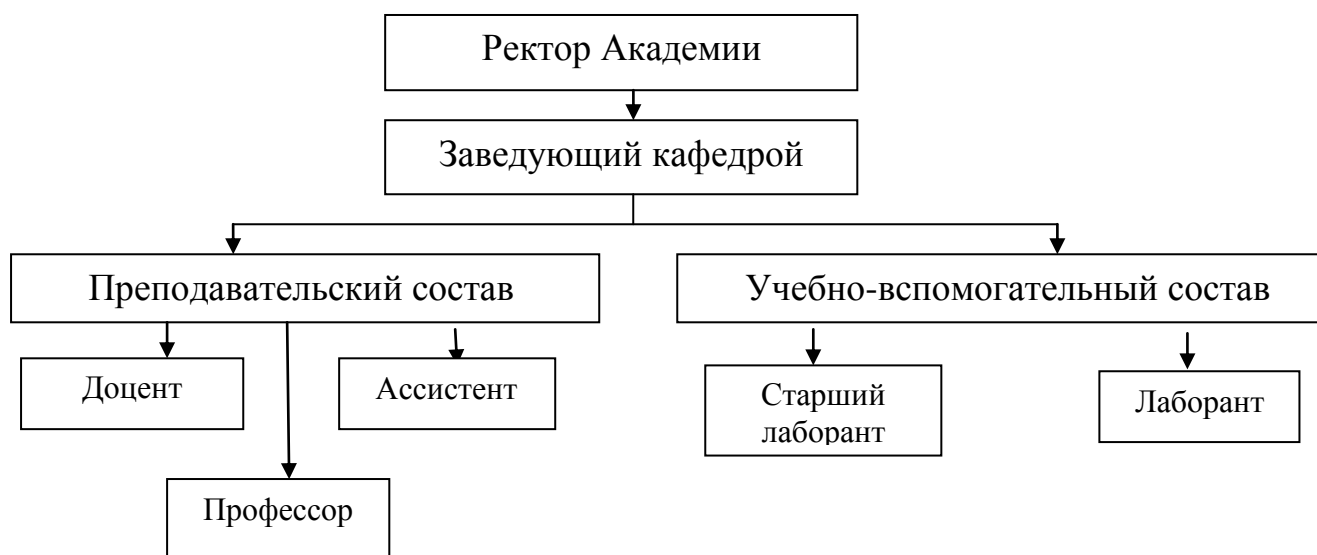 Ректор Академии
Заведующий кафедрой
Преподавательский состав
Учебно-вспомогательный состав
Доцент
Ассистент
Старший
лаборант
Лаборант
Профессор